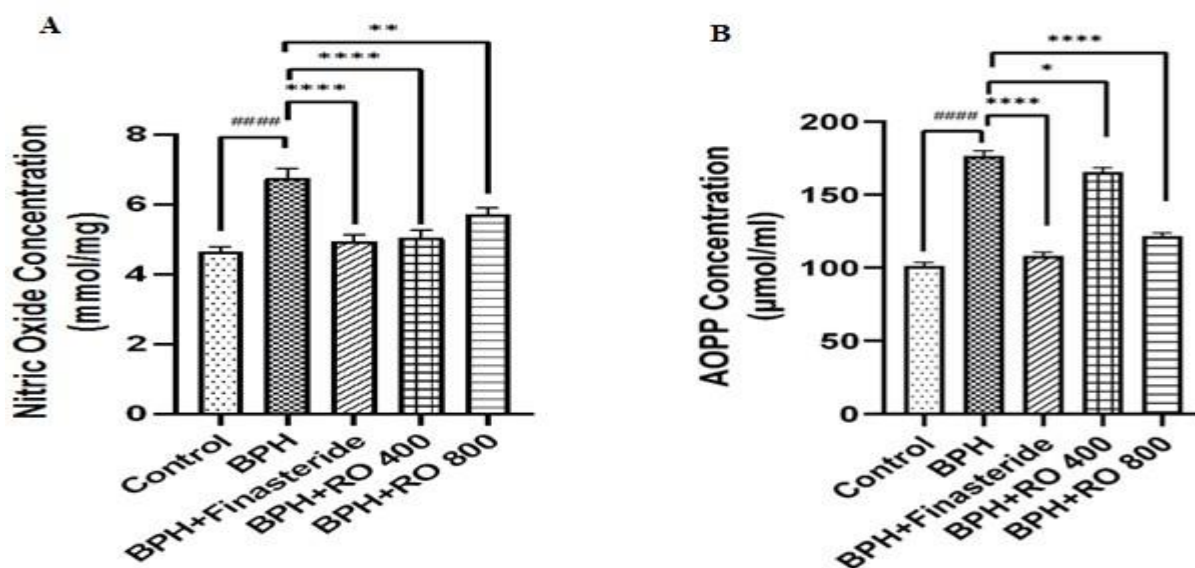 A
**
****
****
####
Nitric Oxide Concentration
(mmol/mg)
8
6
4
2
0
Control
BPH
BPH+Finasteride
BPH+RO 400
BPH+RO 800
B
****
*
****
####
AOPP Concentration
(µmol/ml)
200
150
100
50
0
Control
BPH
BPH+Finasteride
BPH+RO 400
BPH+RO 800